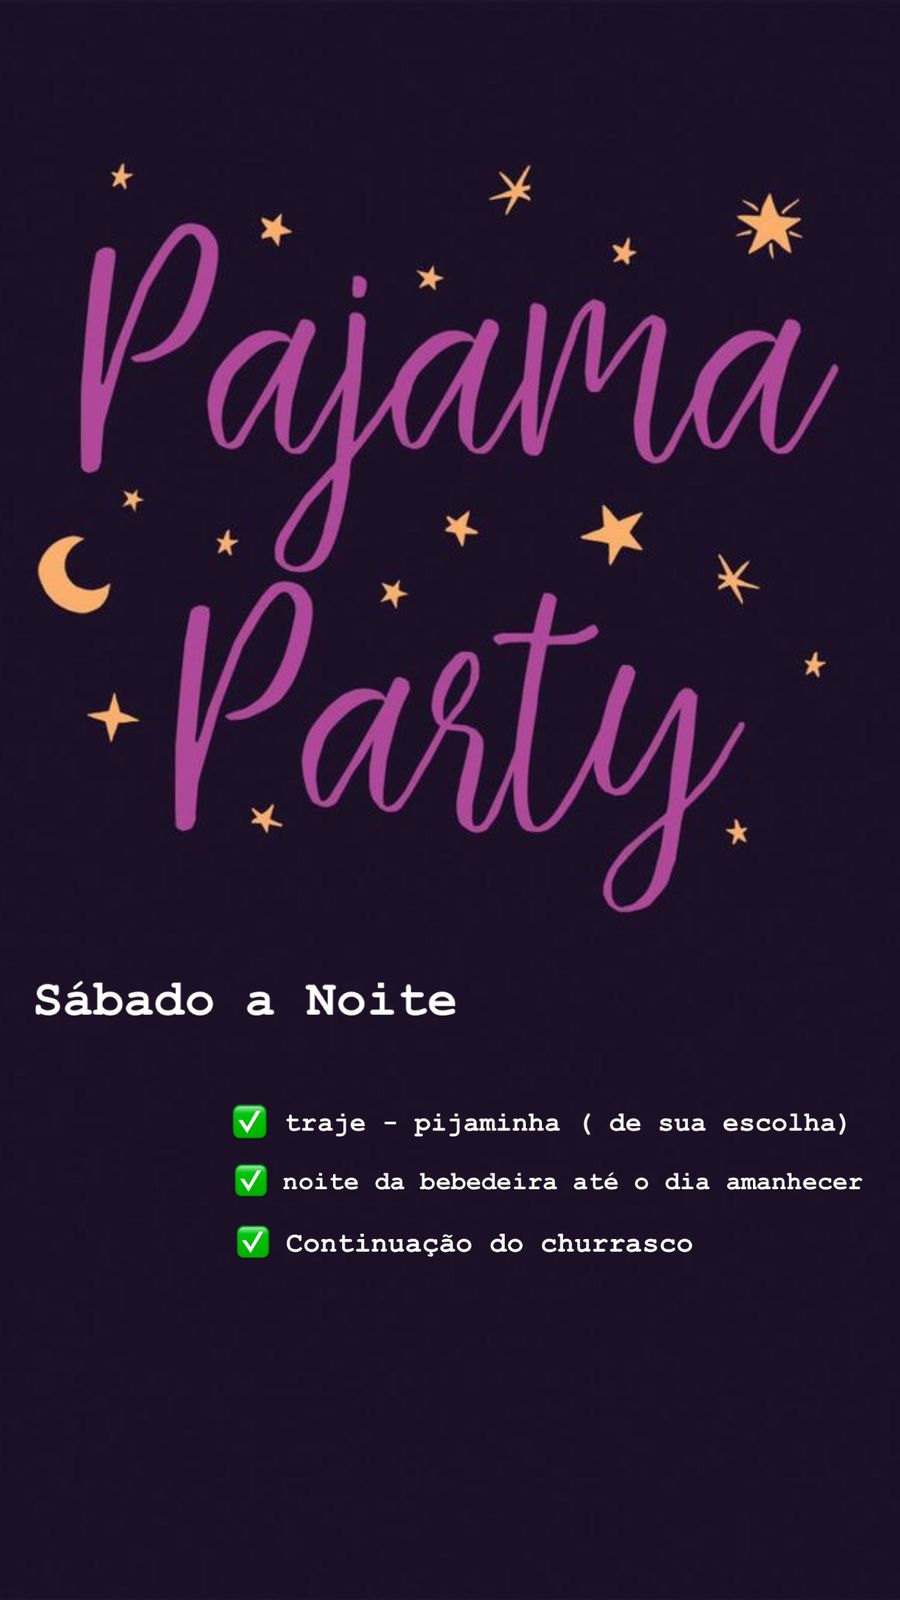 Pajama
Party
Sábado a Noite
✅ traje - pijaminha ( de sua escolha)
✅ noite da bebedeira até o dia amanhecer
✅ Continuação do churrasco